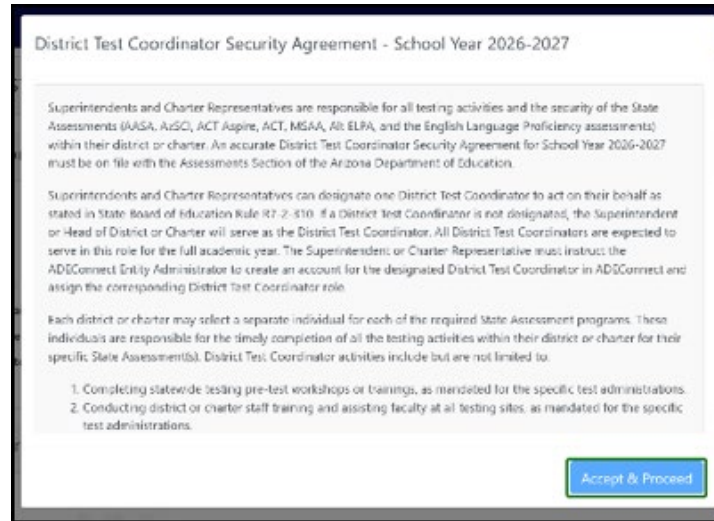 District Test Coordinator Security Agreement - School Year 2026-2027
Superintendents and Charter Representatives are responsible for all testing activities and the security of the State
Assessments (AASA, AzSCI, ACT Aspire, ACT, MSAA, Alt ELPA, and the English Language Proficiency assessments)
within their district or charter. An accurate District Test Coordinator Security Agreement for School Year 2026-2027
must be on file with the Assessments Section of the Arizona Department of Education.
Superintendents and Charter Representatives can designate one District Test Coordinator to act on their behalf as
stated in State Board of Education Rule R7-2-310. If a District Test Coordinator is not designated, the Superintendent
or Head of District or Charter will serve as the District Test Coordinator. All District Test Coordinators are expected to
serve in this role for the full academic year. The Superintendent or Charter Representative must instruct the
ADEConnect Entity Administrator to create an account for the designated District Test Coordinator in ADEConnect and
assign the corresponding District Test Coordinator role.
Each district or charter may select a separate individual for each of the required State Assessment programs. These
individuals are responsible for the timely completion of all the testing activities within their district or charter for their
specific State Assessment(s). District Test Coordinator activities include but are not limited to:
1. Completing statewide testing pre-test workshops or trainings, as mandated for the specific test administrations.
2. Conducting district or charter staff training and assisting faculty at all testing sites, as mandated for the specific
test administrations.
Accept & Proceed